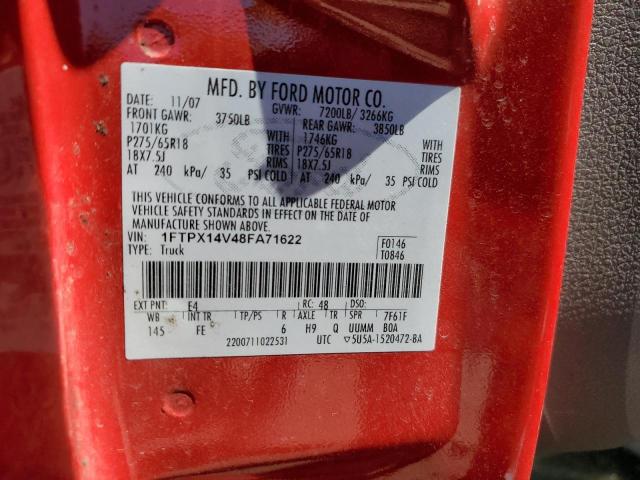 MFD. BY FORD MOTOR CO.
DATE: 11/07 GVWR: 7200LB/ 3266KG
FRONT GAWR: 3750LB REAR GAWR: 3850LB
1701KG WITH 1746KG WITH
P275/65R18 TIRES P275/65R18 TIRES
18X7.5J RIMS 18X7.5J RIMS
AT 240 kPa/ 35 PSI COLD AT 240 kPa/ 35 PSI COLD
THIS VEHICLE CONFORMS TO ALL APPLICABLE FEDERAL MOTOR
VEHICLE SAFETY STANDARDS IN EFFECT ON THE DATE OF
MANUFACTURE SHOWN ABOVE.
VIN: 1FTPX14V48FA71622 F0146
TYPE: Truck T0846
EXT PNT: F4 RC: 48 DSO:
WB INT TR TP/PS R AXLE TR SPR 7F61F
145 FE 6 H9 Q UUMM BOA
2200711022531 UTC ▽5U5A-1520472-BA